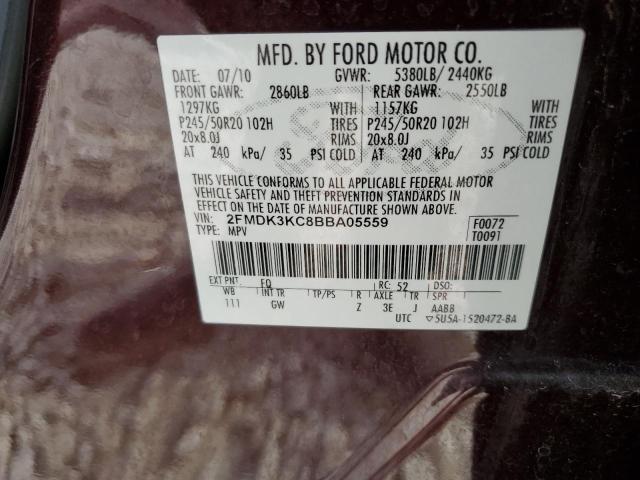 MFD. BY FORD MOTOR CO.
DATE: 07/10 GVWR: 5380LB/ 2440KG
FRONT GAWR: 2860LB REAR GAWR: 2550LB
1297KG WITH 1157KG WITH
P245/50R20 102H TIRES P245/50R20 102H TIRES
20x8.0J RIMS 20x8.0J RIMS
AT 240 kPa/ 35 PSI COLD AT 240 kPa/ 35 PSI COLD
THIS VEHICLE CONFORMS TO ALL APPLICABLE FEDERAL MOTOR
VEHICLE SAFETY AND THEFT PREVENTION STANDARDS
IN EFFECT ON THE DATE OF MANUFACTURE SHOWN ABOVE.
VIN: 2FMDK3KC8BBA05559 F0072
TYPE: MPV T0091
EXT PNT: FQ RC: 52 DSO:
WB INT TR TP/PS R AXLE TR SPR
111 GW Z 3E J AABB
UTC ▽5U5A-1520472-BA